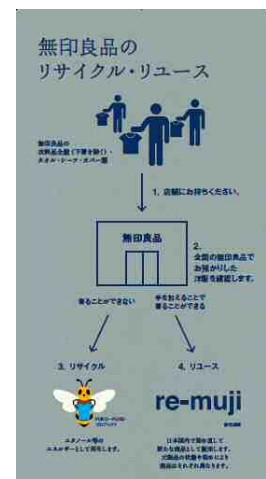 無印良品の
リサイクル・リユース
無印良品の
衣料品全般(下着を除く)・
タオル・シーツ・カバー類
1. 店舗にお持ちください。
無印良品
2.
全国の無印良品で
お預かりした
洋服を確認します。
着ることができない
手を加えることで
着ることができる
3. リサイクル
4. リユース
re-muji
エタノール等の
エネルギーとして再生します。
日本国内で染め直して
新たな商品として販売します。